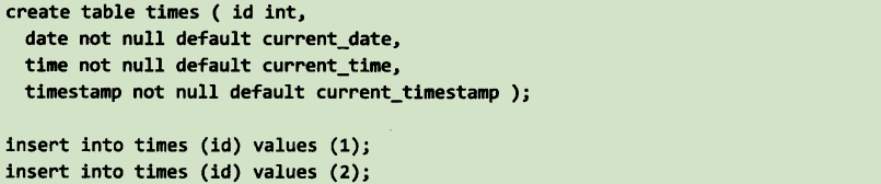 create table times ( id int,
date not null default current_date,
time not null default current_time,
timestamp not null default current_timestamp );
insert into times (id) values (1);
insert into times (id) values (2);